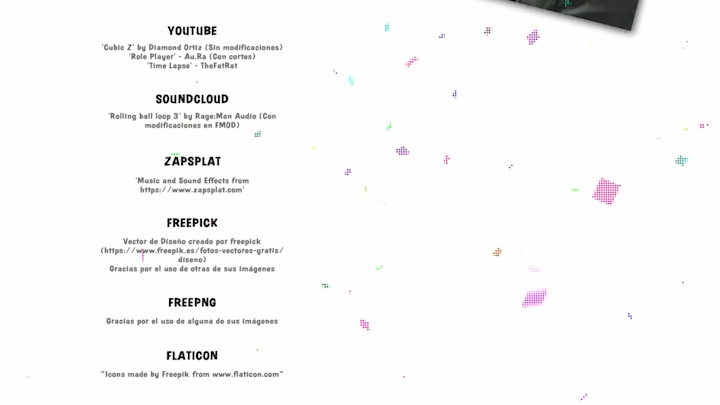 YOUTUBE
'Cubic Z' by Diamond Ortiz (Sin modificaciones)
'Role Player' - Au.Ra (Con cortes)
'Time Lapse' - TheFatRat
SOUNDCLOUD
'Rolling ball loop 3' by Rage:Man Audio (Con
modificaciones en FMOD)
ZAPSPLAT
'Music and Sound Effects from
https://www.zapsplat.com'
FREEPICK
Vector de Diseño creado por freepick
(https://www.freepik.es/fotos-vectores-gratis/
diseno)
Gracias por el uso de otras de sus imágenes
FREEPNG
Gracias por el uso de alguna de sus imágenes
FLATICON
"Icons made by Freepik from www.flaticon.com"